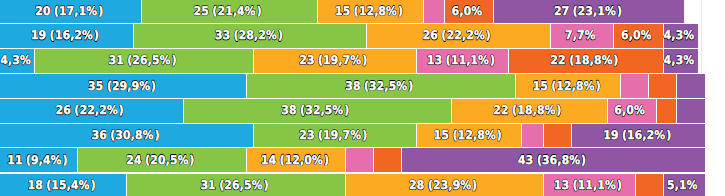 20 (17,1%) 25 (21,4%) 15 (12,8%) 6,0% 27 (23,1%)
19 (16,2%) 33 (28,2%) 26 (22,2%) 7,7% 6,0% 4,3%
4,3% 31 (26,5%) 23 (19,7%) 13 (11,1%) 22 (18,8%) 4,3%
35 (29,9%) 38 (32,5%) 15 (12,8%)
26 (22,2%) 38 (32,5%) 22 (18,8%) 6,0%
36 (30,8%) 23 (19,7%) 15 (12,8%) 19 (16,2%)
11 (9,4%) 24 (20,5%) 14 (12,0%) 43 (36,8%)
18 (15,4%) 31 (26,5%) 28 (23,9%) 13 (11,1%) 5,1%